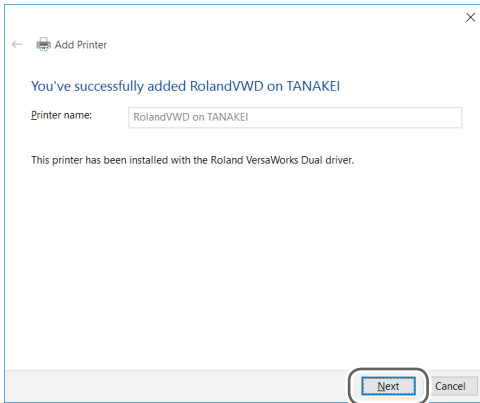 Add Printer
You've successfully added RolandVWD on TANAKEI
Printer name:
RolandVWD on TANAKEI
This printer has been installed with the Roland VersaWorks Dual driver.
Next
Cancel